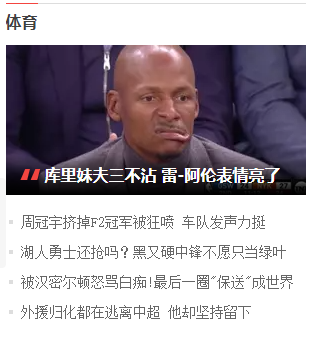 体育
库里妹夫三不沾 雷-阿伦表情亮了
周冠宇挤掉F2冠军被狂喷 车队发声力挺
湖人勇士还抢吗？黑又硬中锋不愿只当绿叶
被汉密尔顿怒骂白痴!最后一圈"保送"成世界
外援归化都在逃离中超 他却坚持留下